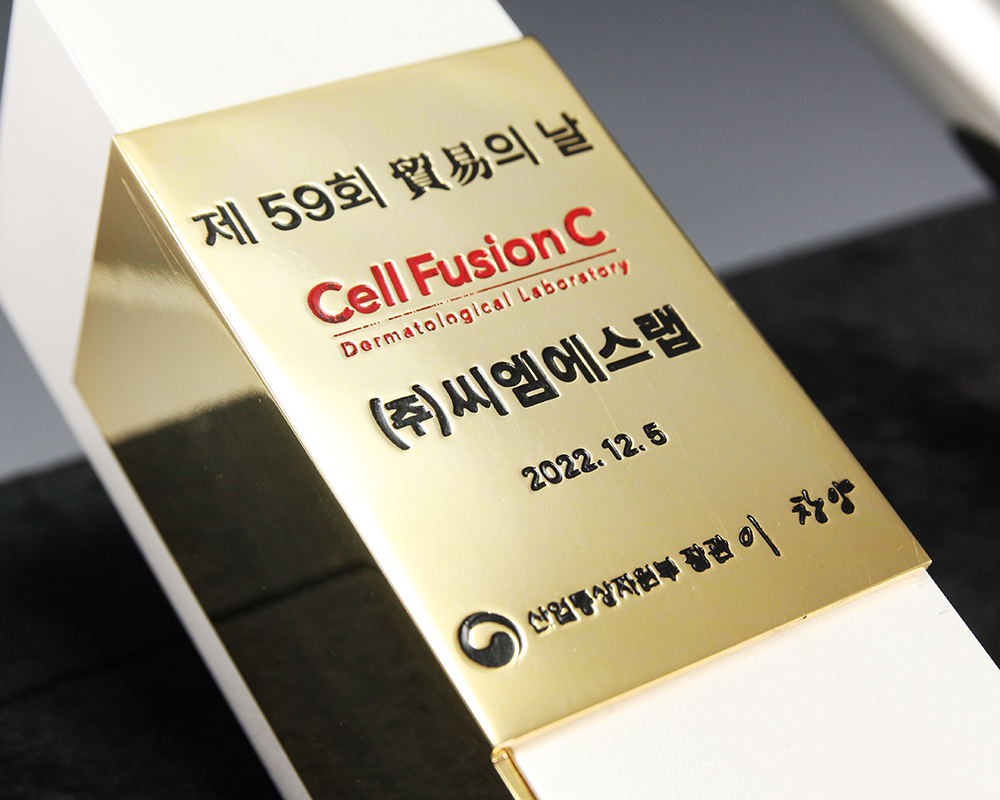 제 59회 貿易의 날
Cell Fusion C
Dermatological Laboratory
(주)씨엠에스랩
2022.12.5
산업통상자원부 장관 이 창양